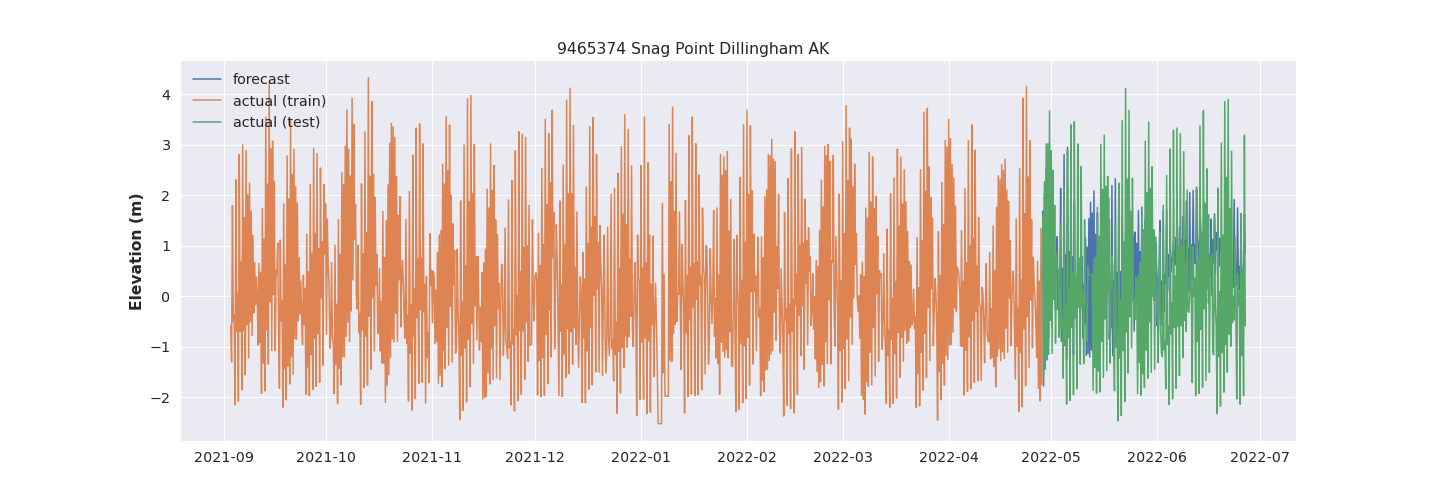 9465374 Snag Point Dillingham AK
forecast
actual (train)
actual (test)
Elevation (m)
4
3
2
1
0
−1
−2
2021-09 2021-10 2021-11 2021-12 2022-01 2022-02 2022-03 2022-04 2022-05 2022-06 2022-07